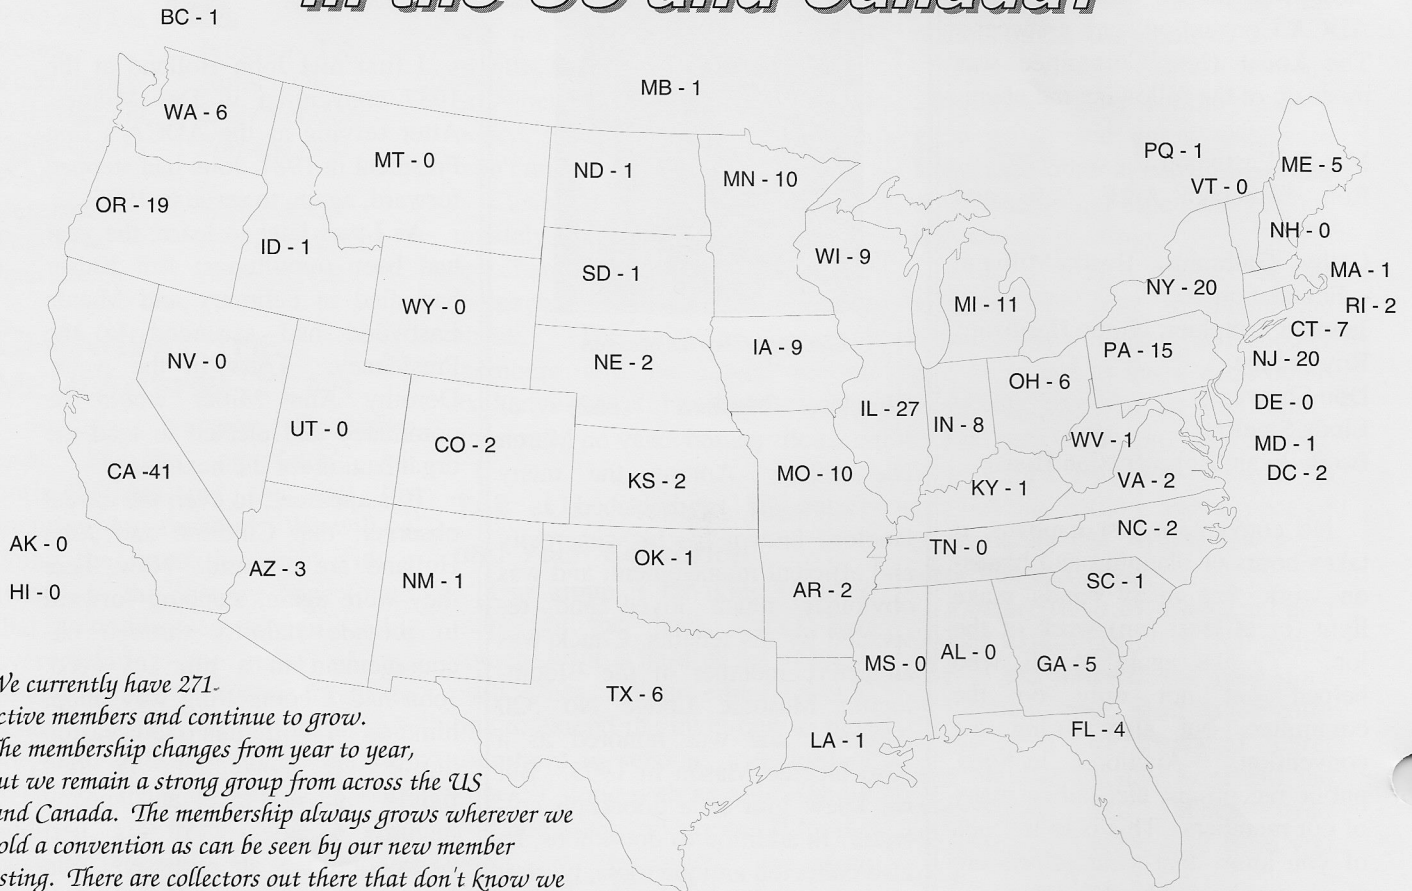 in the US and Canada?
BC - 1
MB - 1
WA - 6
MT - 0
ND - 1
MN - 10
PQ - 1
ME - 5
VT - 0
OR - 19
ID - 1
NH - 0
WI - 9
SD - 1
MA - 1
WY - 0
MI - 11
NY - 20
RI - 2
CT - 7
NV - 0
NE - 2
IA - 9
PA - 15
NJ - 20
OH - 6
DE - 0
UT - 0
CO - 2
IL - 27
IN - 8
WV - 1
MD - 1
CA -41
KS - 2
MO - 10
KY - 1
VA - 2
DC - 2
AK - 0
AZ - 3
NM - 1
OK - 1
TN - 0
NC - 2
HI - 0
AR - 2
SC - 1
MS - 0
AL - 0
GA - 5
TX - 6
LA - 1
FL - 4
We currently have 271
ctive members and continue to grow.
he membership changes from year to year,
ut we remain a strong group from across the US
nd Canada. The membership always grows wherever we
old a convention as can be seen by our new member
sting. There are collectors out there that don't know we